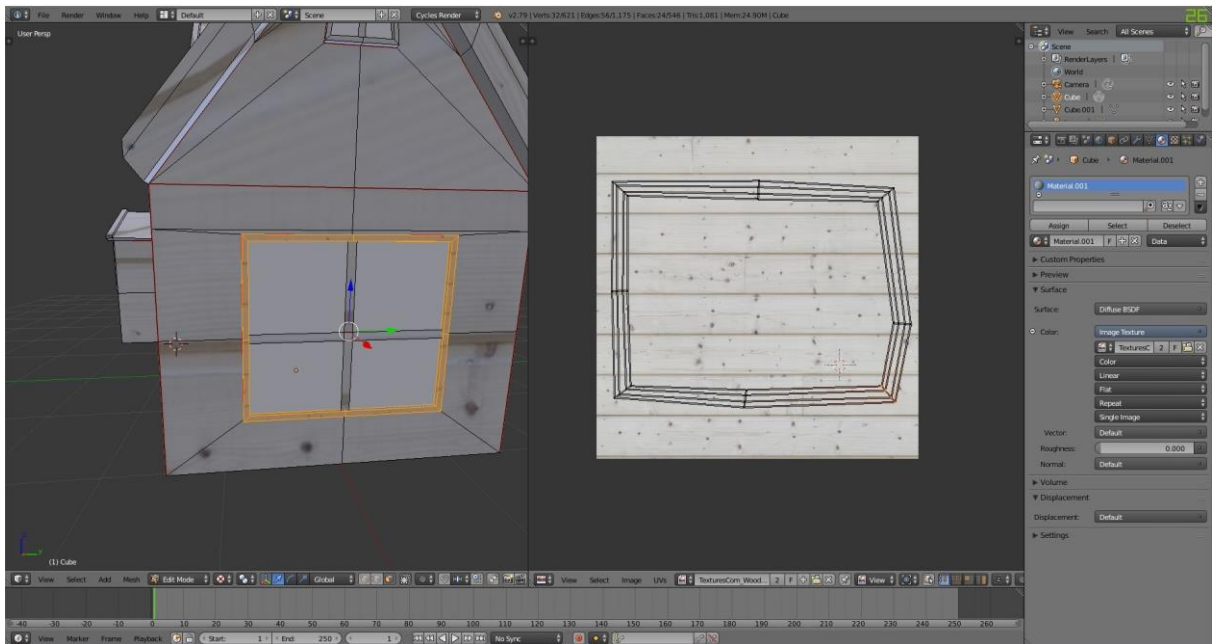 File Render Window Help Default Scene Cycles Render v2.79 | Verts:32/621 | Edges:56/1,175 | Faces:24/546 | Tris:1,081 | Mem:24.90M | Cube
26
User Persp
View Search All Scenes
Scene
RenderLayers
World
Camera
Cube
Cube.001
Cube Material.001
Material.001
Assign Select Deselect
Material.001 F Data
Custom Properties
Preview
Surface
Surface: Diffuse BSDF
Color: Image Texture
TexturesC 2 F
Color
Linear
Flat
Repeat
Single Image
Vector: Default
Roughness: 0.000
Normal: Default
Volume
Displacement
Displacement: Default
Settings
(1) Cube
View Select Add Mesh Edit Mode Global
View Select Image UVs TexturesCom_Wood... 2 F View
-40 -30 -20 -10 0 10 20 30 40 50 60 70 80 90 100 110 120 130 140 150 160 170 180 190 200 210 220 230 240 250 260
View Marker Frame Playback Start: 1 End: 250 1 No Sync